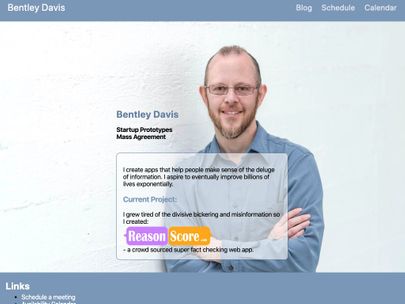 Bentley Davis
Blog Schedule Calendar
Bentley Davis
Startup Prototypes
Mass Agreement
I create apps that help people make sense of the deluge
of information. I aspire to eventually improve billions of
lives exponentially.
Current Project:
I grew tired of the divisive bickering and misinformation so
I created:
Reason Score
- a crowd sourced super fact checking web app.
Links
Schedule a meeting
Availability Calendar